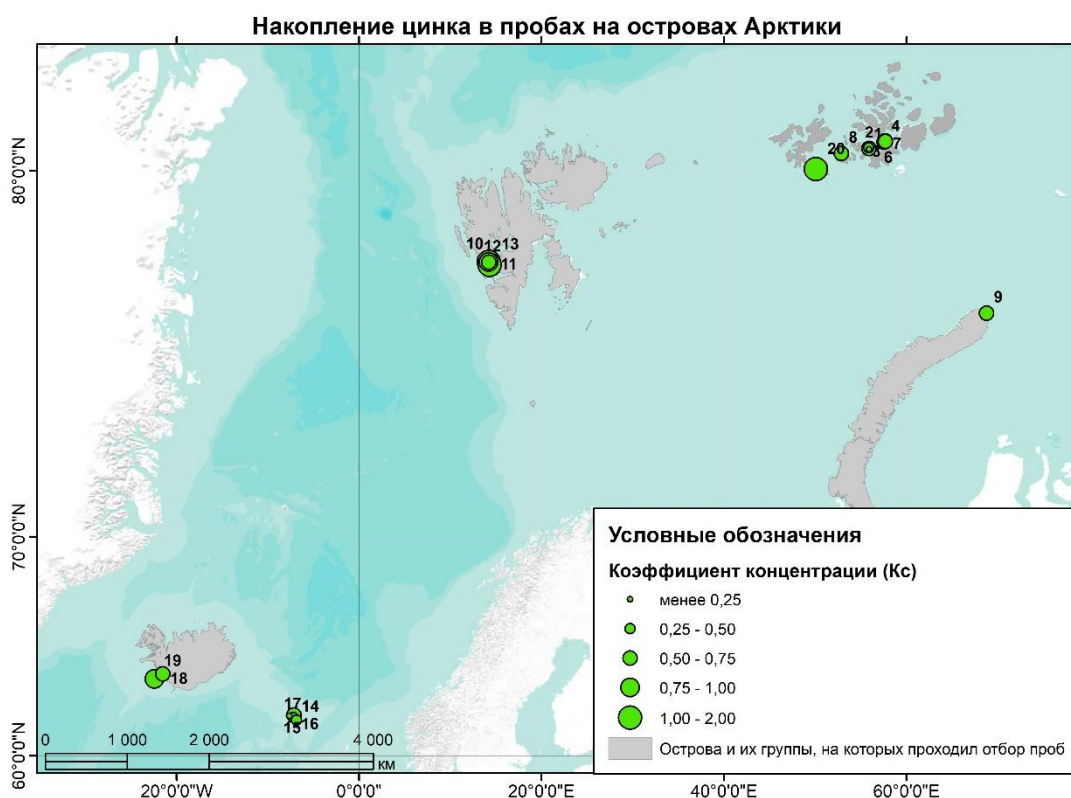 Накопление цинка в пробах на островах Арктики
4
21
8
7
20
6
80°0'0"N
10 12 13
11
9
70°0'0"N
Условные обозначения
Коэффициент концентрации (Кс)
менее 0,25
0,25 - 0,50
0,50 - 0,75
0,75 - 1,00
1,00 - 2,00
Острова и их группы, на которых проходил отбор проб
19
18
17 14
15 16
0 1 000 2 000 4 000
км
60°0'0"N
20°0'0"W 0°0'0" 20°0'0"E 40°0'0"E 60°0'0"E